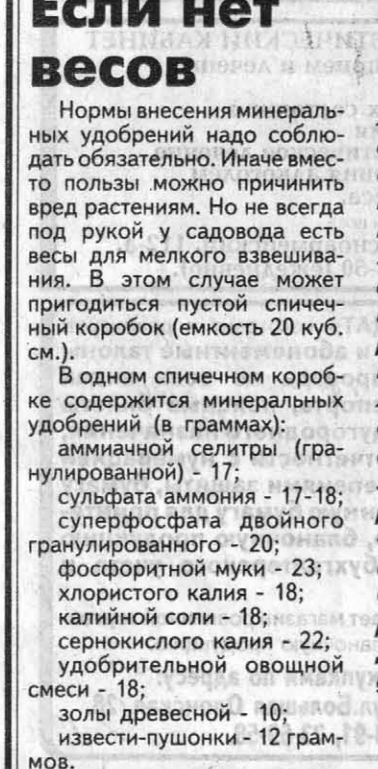 Если нет
весов
Нормы внесения минераль-
ных удобрений надо соблю-
дать обязательно. Иначе вмес-
то пользы можно причинить
вред растениям. Но не всегда
под рукой у садовода есть
весы для мелкого взвешива-
ния. В этом случае может
пригодиться пустой спичеч-
ный коробок (емкость 20 куб.
см.).
В одном спичечном короб-
ке содержится минеральных
удобрений (в граммах):
аммиачной селитры (гра-
нулированной) - 17;
сульфата аммония - 17-18;
суперфосфата двойного
гранулированного - 20;
фосфоритной муки - 23;
хлористого калия - 18;
калийной соли - 18;
сернокислого калия - 22;
удобрительной овощной
смеси - 18;
золы древесной - 10;
извести-пушонки - 12 грам-
мов.